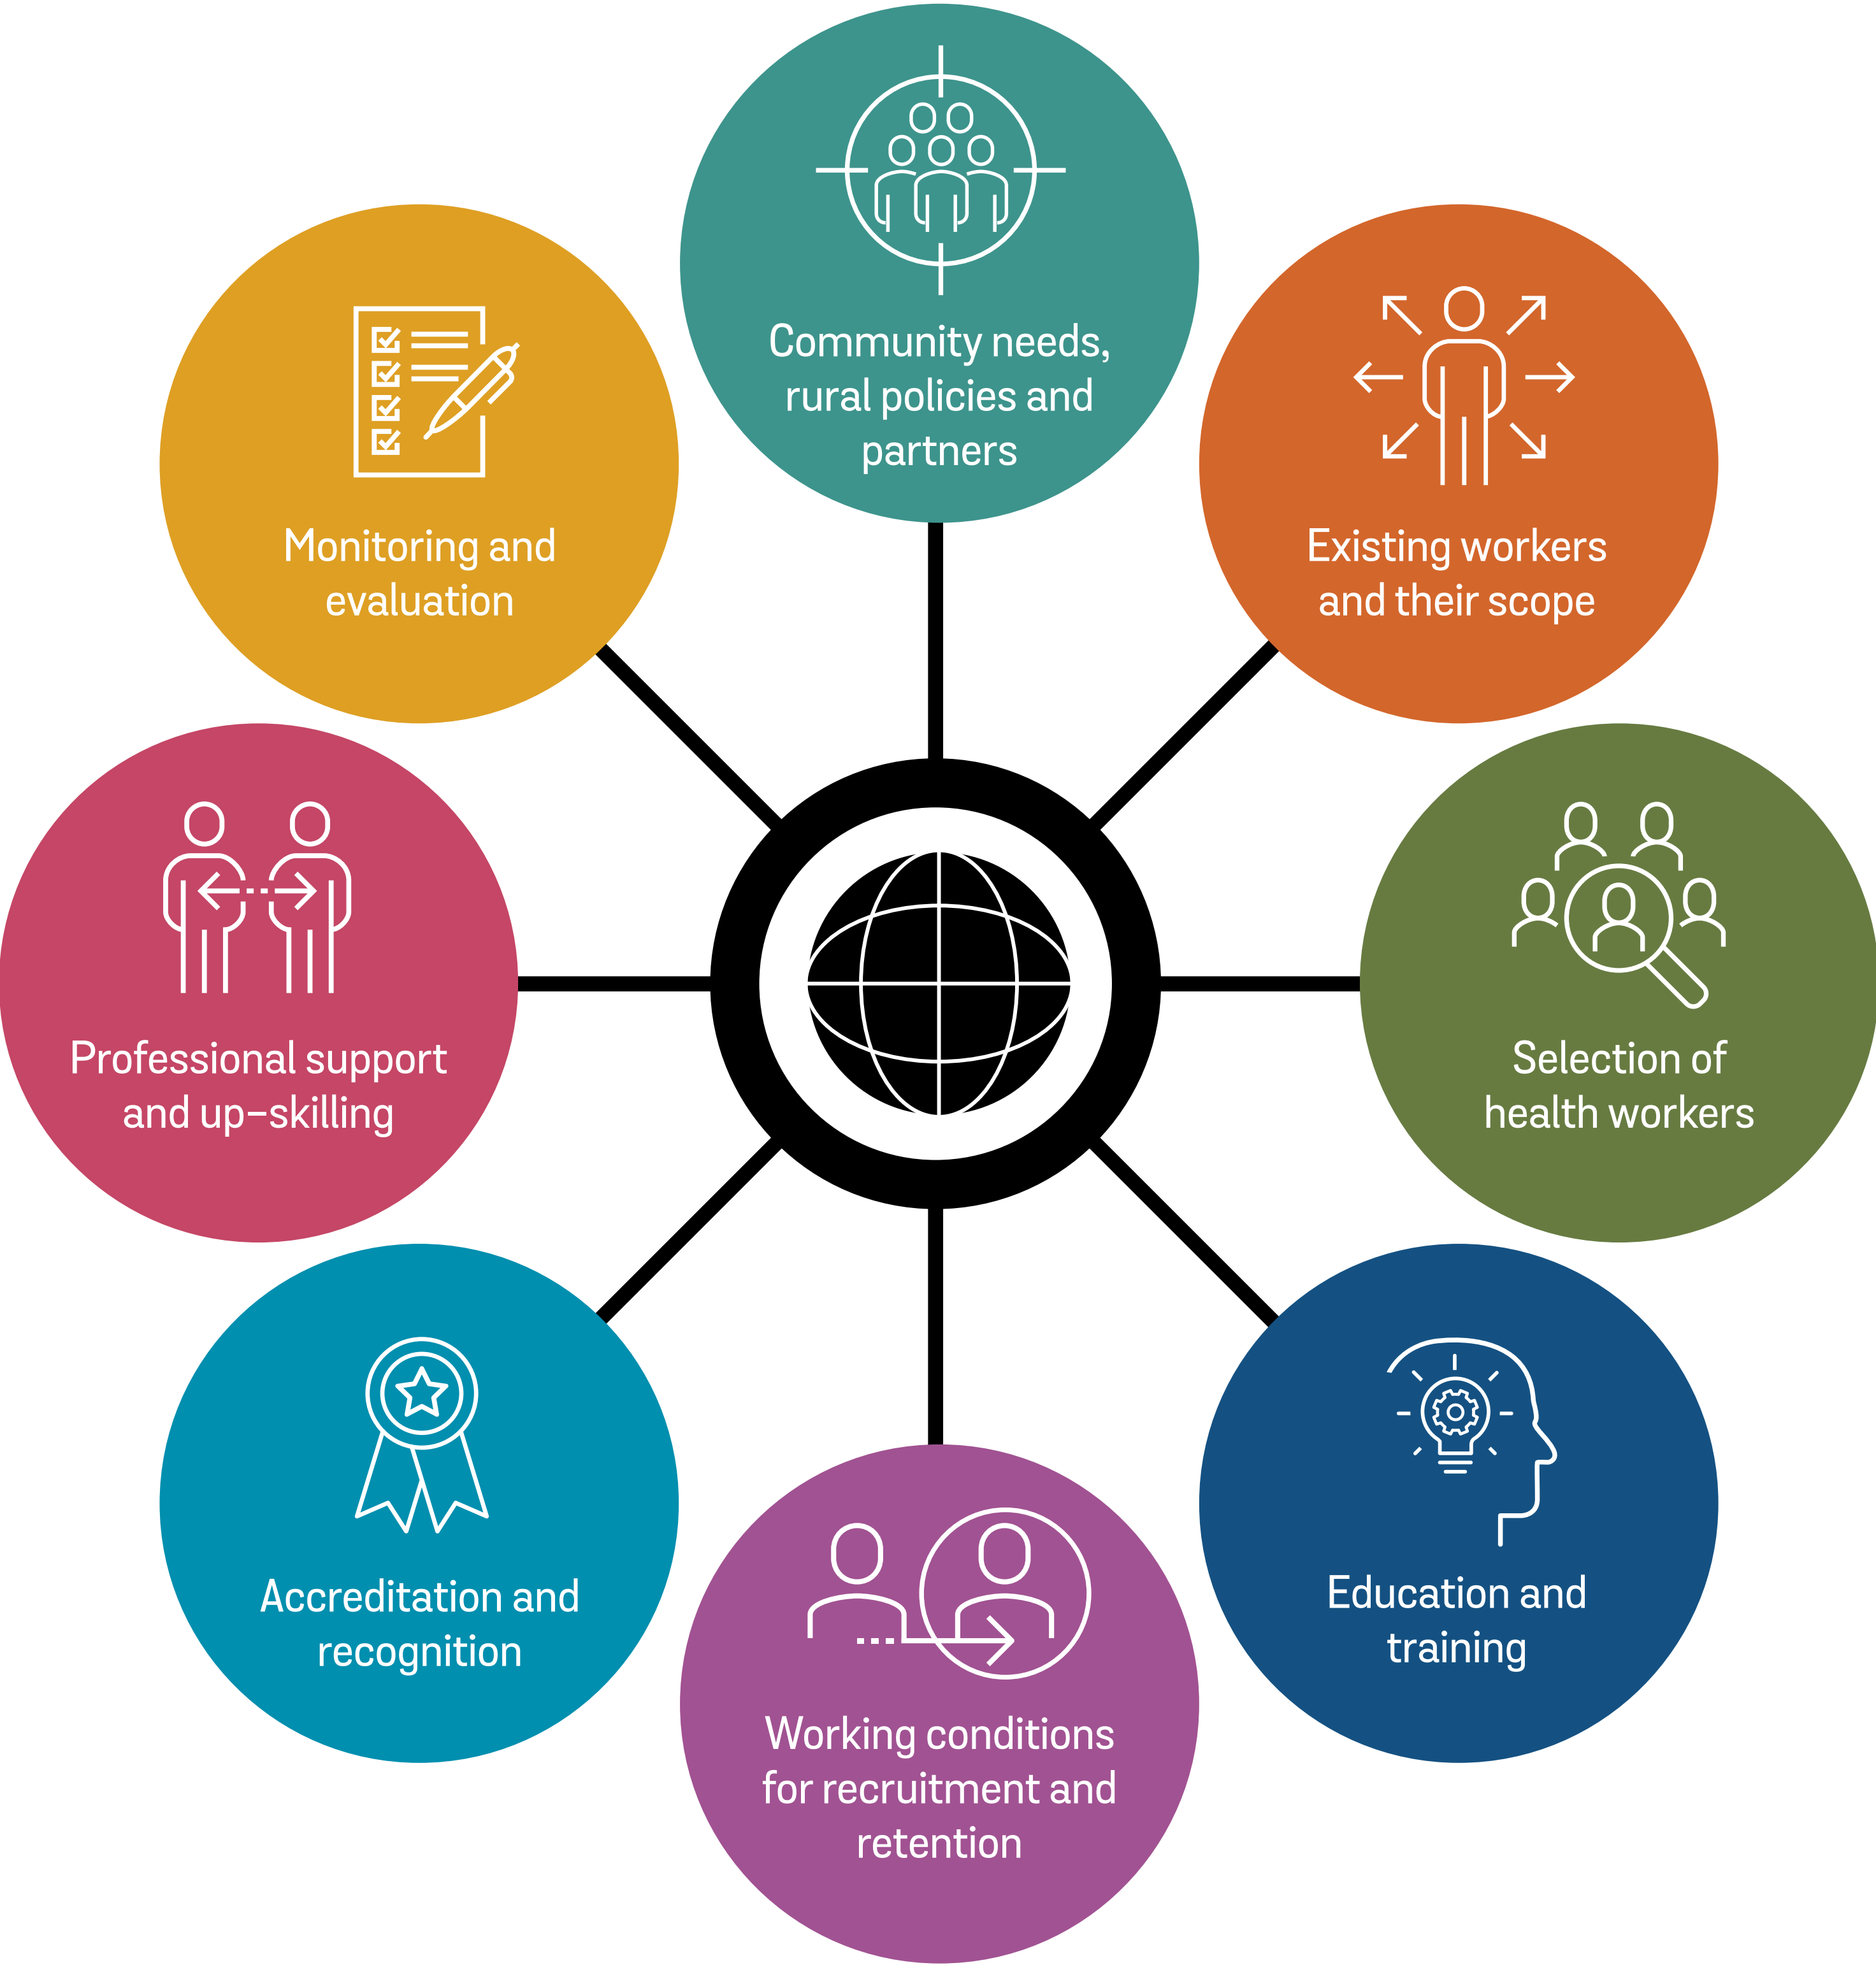 Community needs,
rural policies and
partners
Existing workers
and their scope
Selection of
health workers
Education and
training
Working conditions
for recruitment and
retention
Accreditation and
recognition
Professional support
and up-skilling
Monitoring and
evaluation